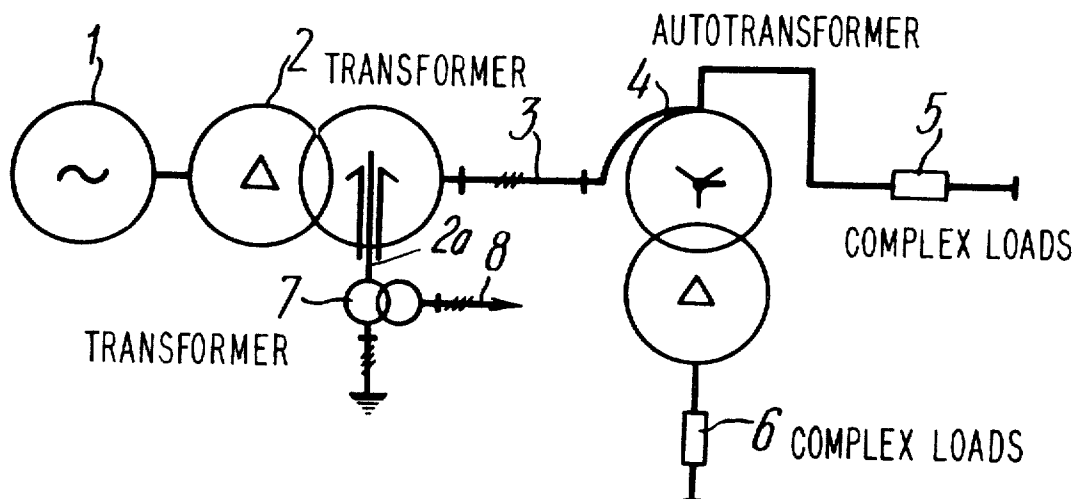 1
2
TRANSFORMER
AUTOTRANSFORMER
4
3
5
COMPLEX LOADS
2a
8
7
TRANSFORMER
6
COMPLEX LOADS